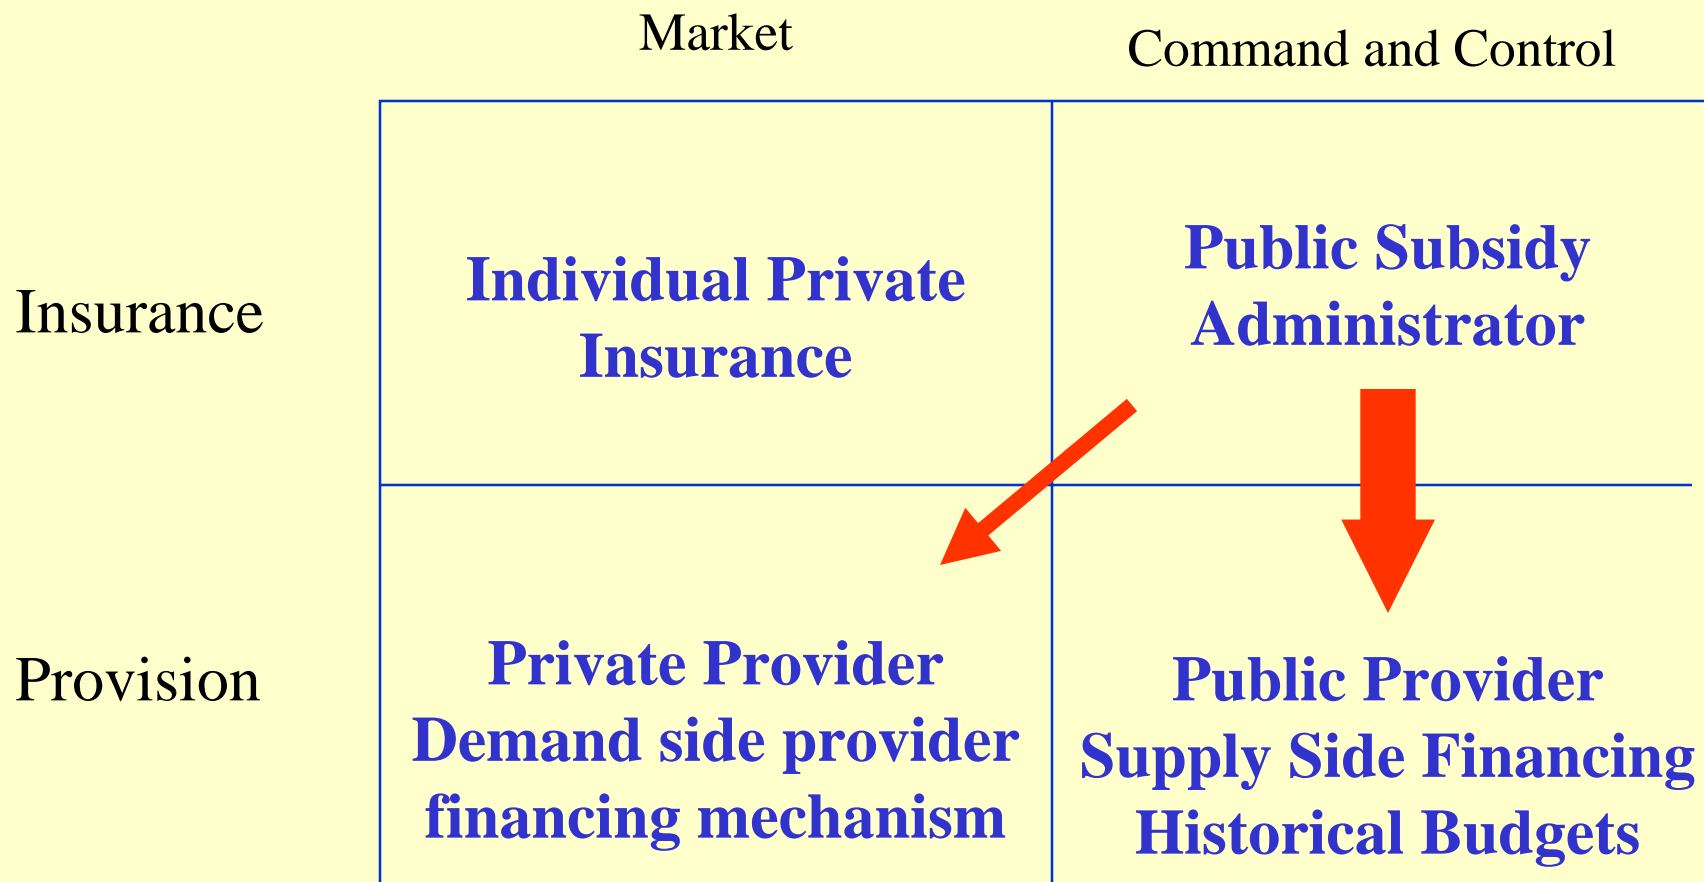 Market
Command and Control
Insurance
Individual Private
Insurance
Public Subsidy
Administrator
Provision
Private Provider
Demand side provider
financing mechanism
Public Provider
Supply Side Financing
Historical Budgets